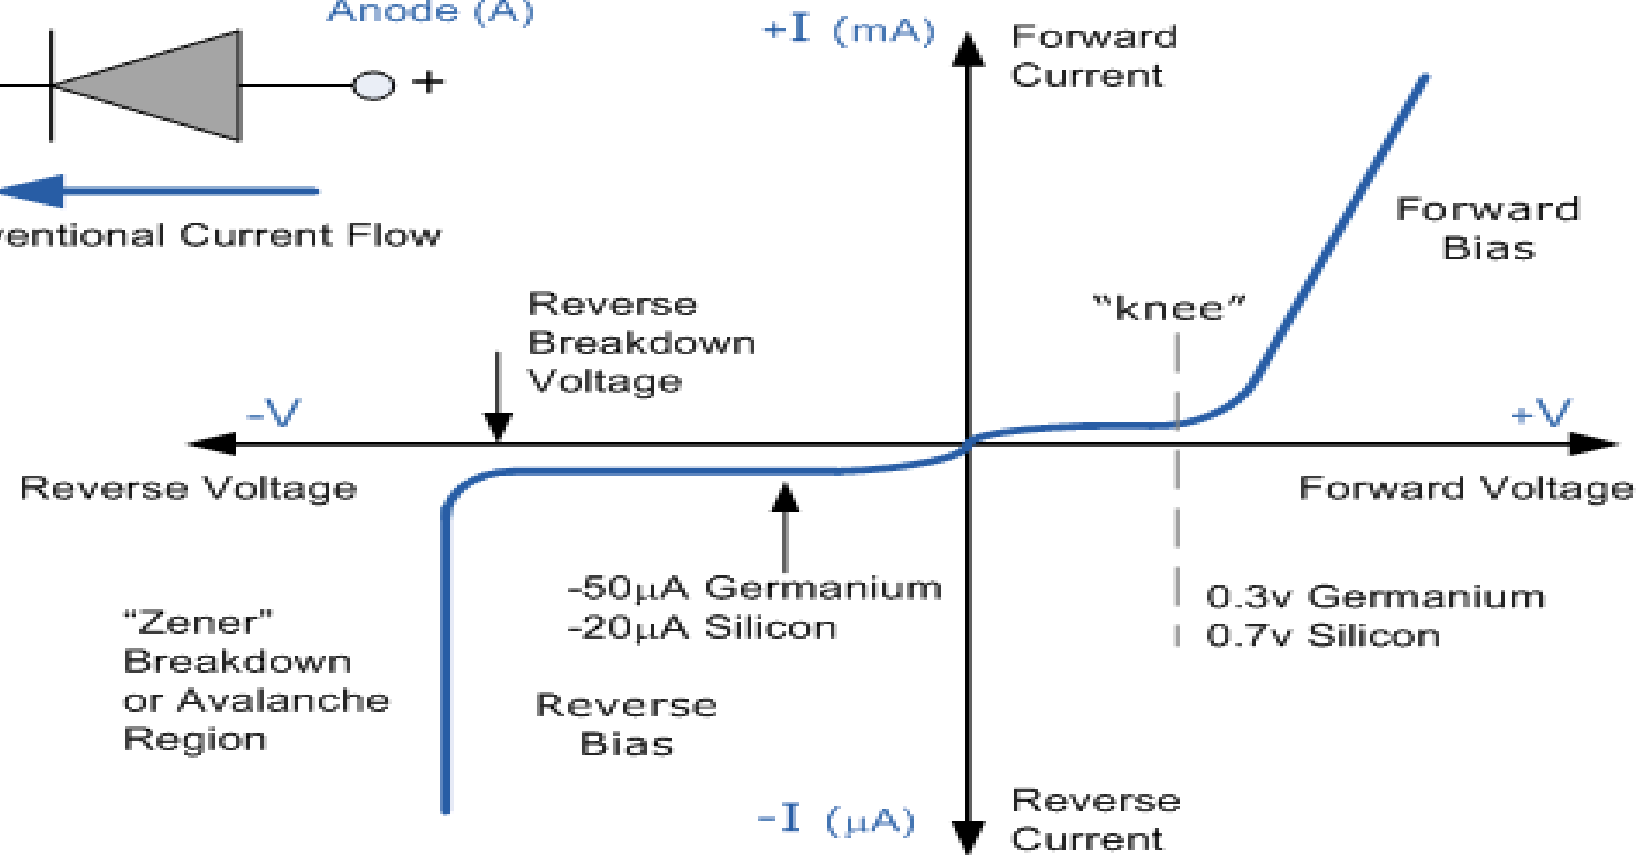 Anode (A)
+
ventional Current Flow
+I (mA)
Forward
Current
Forward
Bias
"knee"
Reverse
Breakdown
Voltage
-V
+V
Reverse Voltage
Forward Voltage
-50µA Germanium
-20µA Silicon
0.3v Germanium
0.7v Silicon
"Zener"
Breakdown
or Avalanche
Region
Reverse
Bias
-I (µA)
Reverse
Current